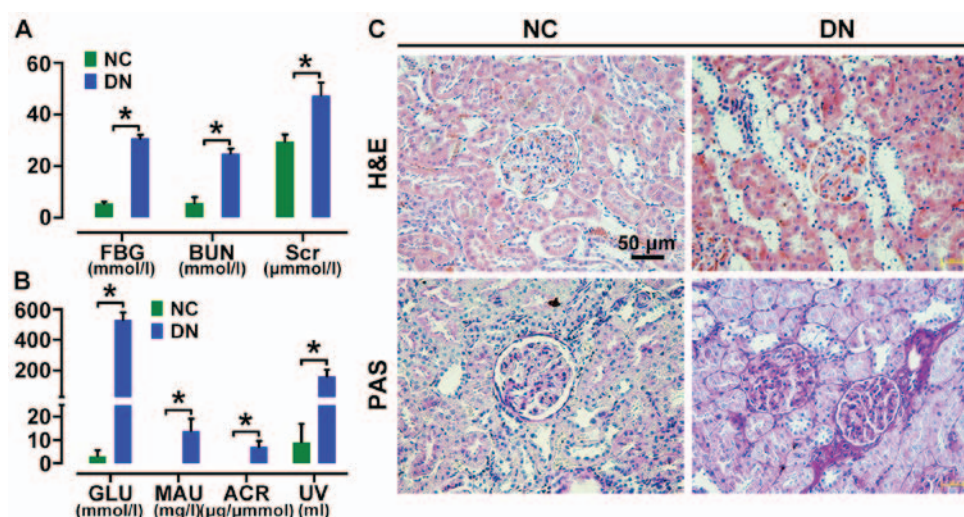 A
NC
DN
60
40
20
0
*
*
*
FBG
(mmol/l)
BUN
(mmol/l)
Scr
(µmmol/l)
B
NC
DN
600
400
200
20
10
0
*
*
*
*
GLU
(mmol/l)
MAU
(mg/l)
ACR
(µg/µmmol)
UV
(ml)
C
NC
DN
H&E
50 µm
PAS